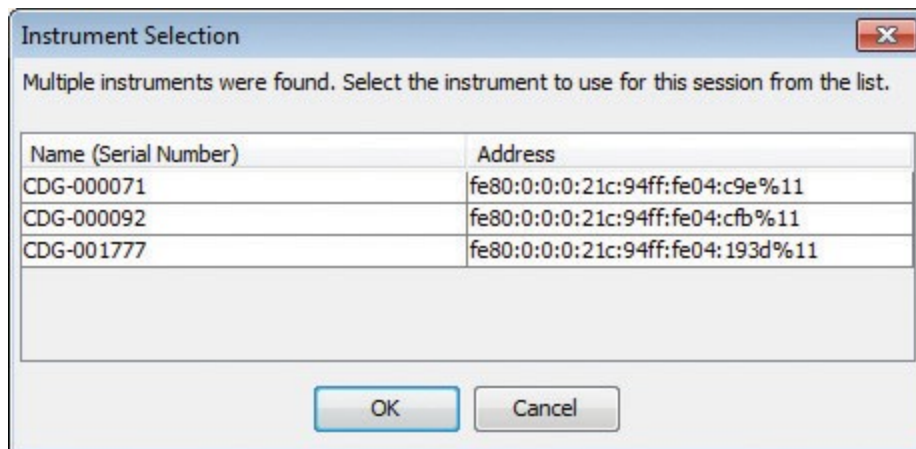 Instrument Selection
Multiple instruments were found. Select the instrument to use for this session from the list.
Name (Serial Number) Address
CDG-000071 fe80:0:0:0:21c:94ff:fe04:c9e%11
CDG-000092 fe80:0:0:0:21c:94ff:fe04:cfb%11
CDG-001777 fe80:0:0:0:21c:94ff:fe04:193d%11
OK Cancel